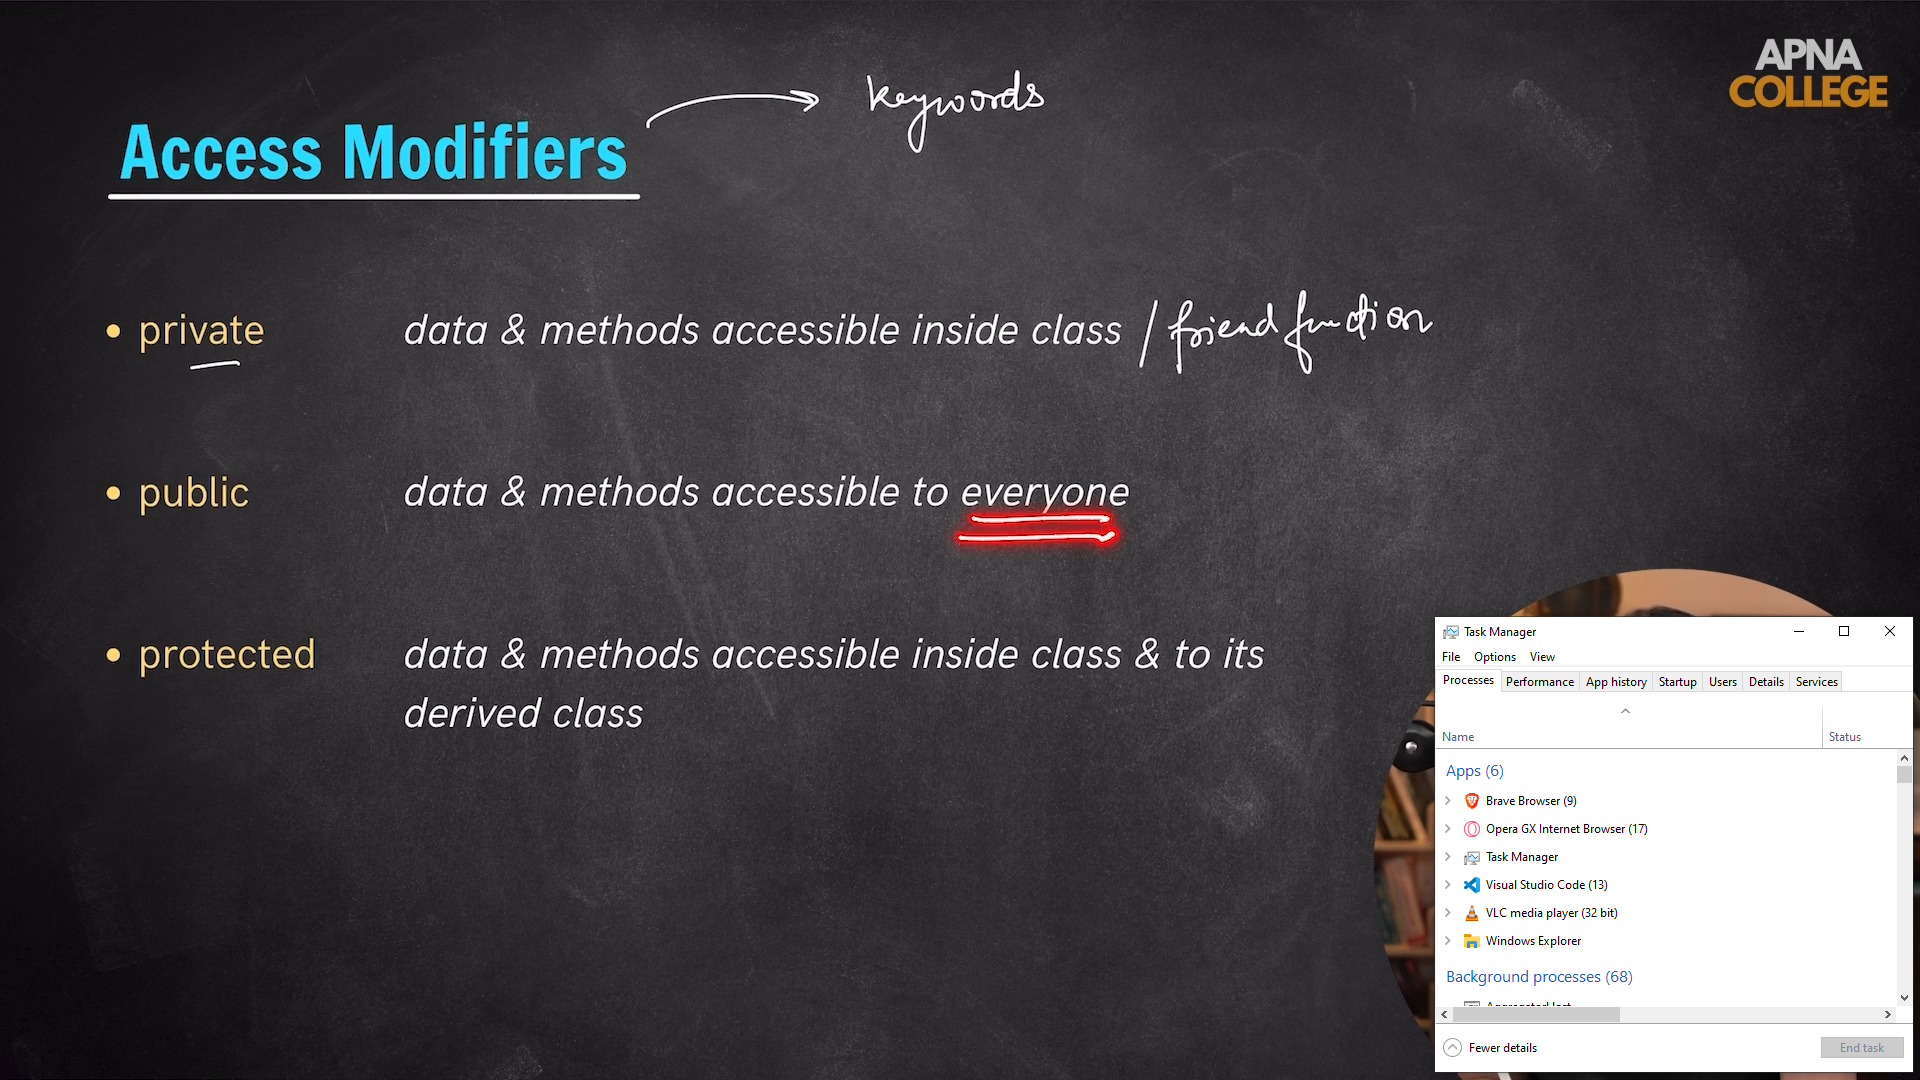 APNA
COLLEGE
keywords
Access Modifiers
• private data & methods accessible inside class / friend function
• public data & methods accessible to everyone
• protected data & methods accessible inside class & to its
derived class
Task Manager
File Options View
Processes Performance App history Startup Users Details Services
Name Status
Apps (6)
Brave Browser (9)
Opera GX Internet Browser (17)
Task Manager
Visual Studio Code (13)
VLC media player (32 bit)
Windows Explorer
Background processes (68)
Fewer details End task